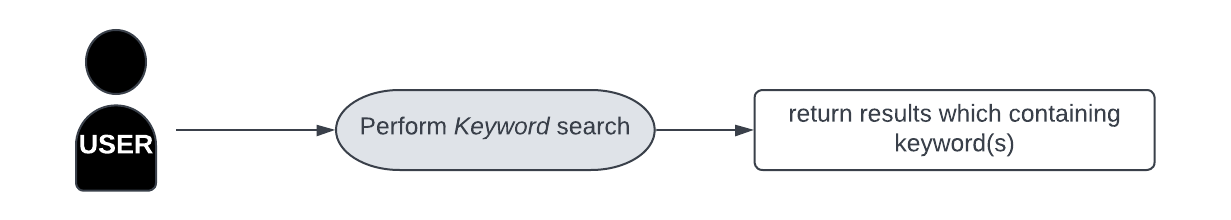 USER
Perform Keyword search
return results which containing
keyword(s)